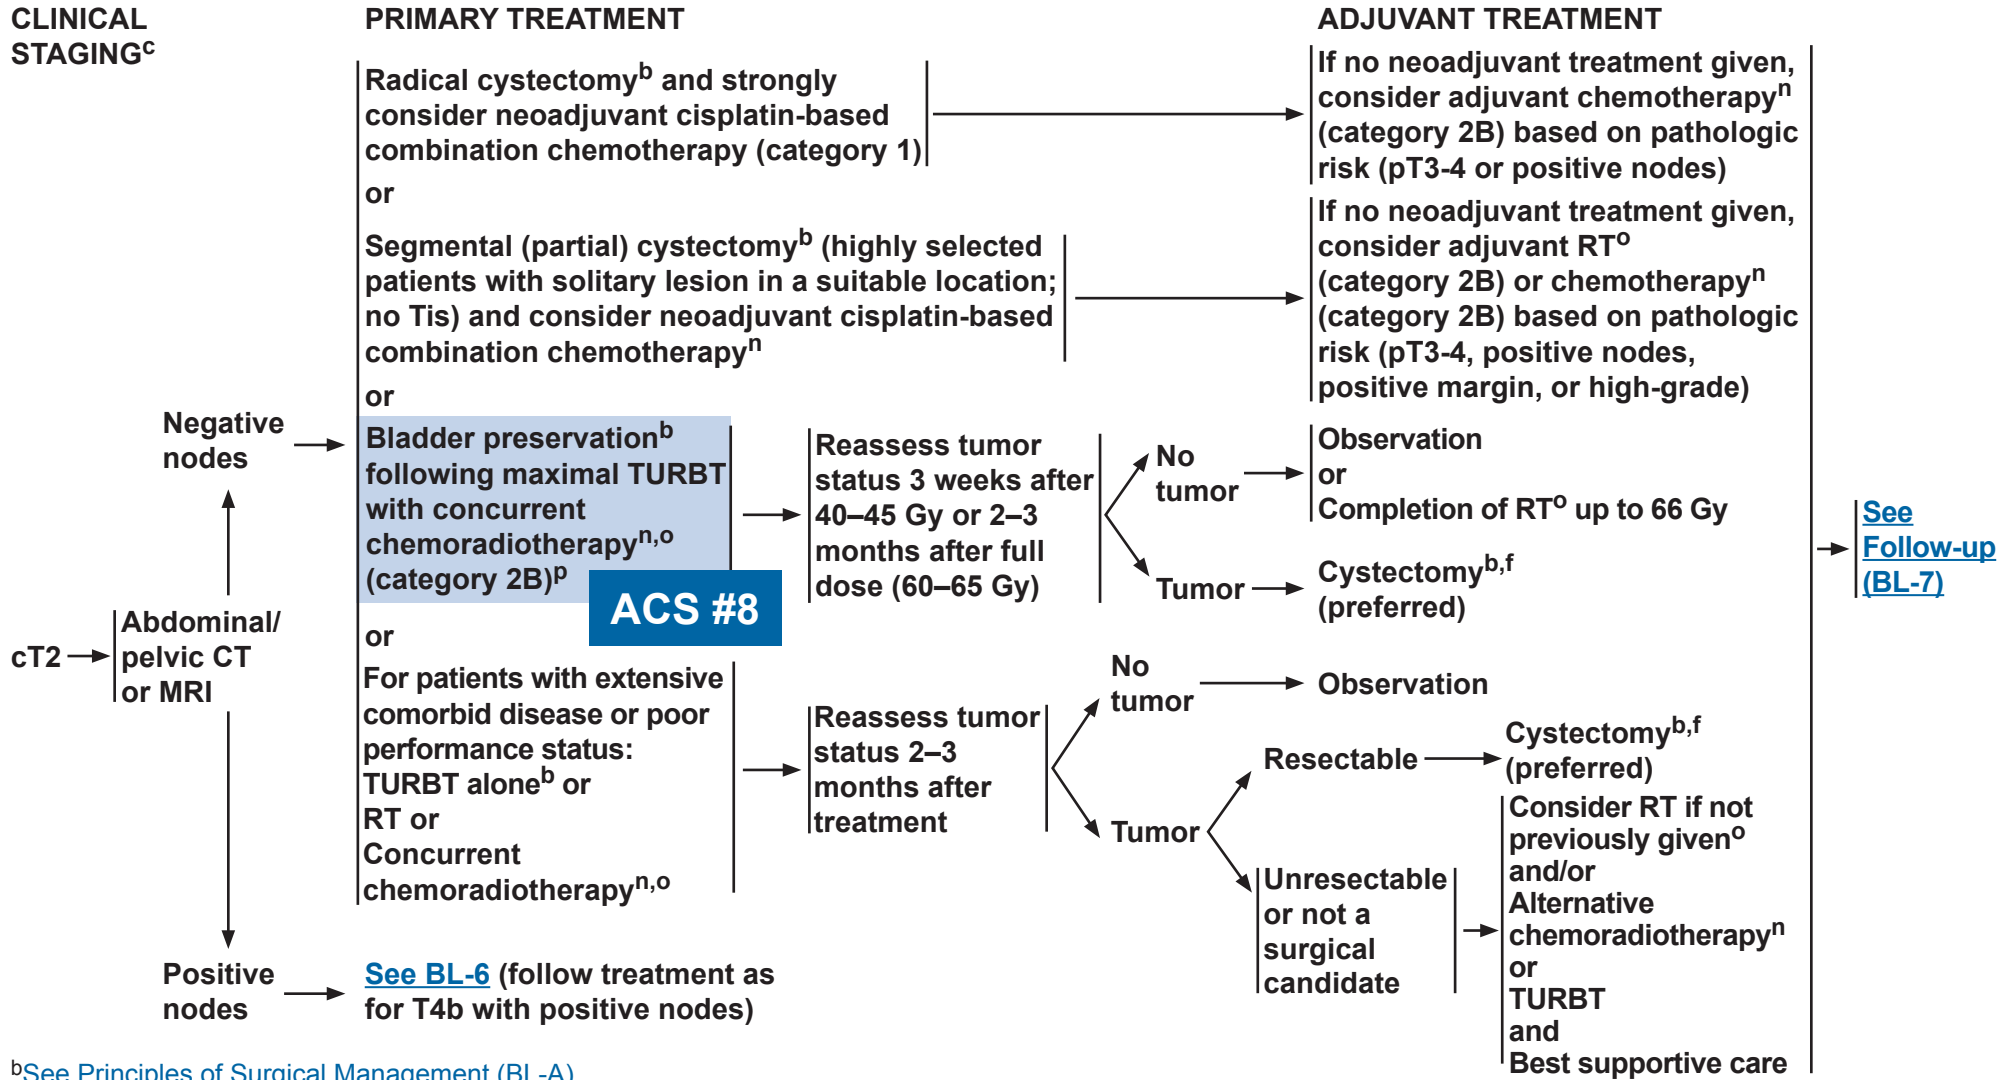 CLINICAL
STAGINGc
PRIMARY TREATMENT
ADJUVANT TREATMENT
Radical cystectomyb and strongly
consider neoadjuvant cisplatin-based
combination chemotherapy (category 1)
If no neoadjuvant treatment given,
consider adjuvant chemotherapyn
(category 2B) based on pathologic
risk (pT3-4 or positive nodes)
or
Segmental (partial) cystectomyb (highly selected
patients with solitary lesion in a suitable location;
no Tis) and consider neoadjuvant cisplatin-based
combination chemotherapyn
If no neoadjuvant treatment given,
consider adjuvant RTo
(category 2B) or chemotherapyn
(category 2B) based on pathologic
risk (pT3-4, positive nodes,
positive margin, or high-grade)
or
Negative
nodes
Bladder preservationb
following maximal TURBT
with concurrent
chemoradiotherapyn,o
(category 2B)p
ACS #8
Reassess tumor
status 3 weeks after
40–45 Gy or 2–3
months after full
dose (60–65 Gy)
No
tumor
Observation
or
Completion of RTo up to 66 Gy
Tumor
Cystectomyb,f
(preferred)
See
Follow-up
(BL-7)
cT2
Abdominal/
pelvic CT
or MRI
or
For patients with extensive
comorbid disease or poor
performance status:
TURBT aloneb or
RT or
Concurrent
chemoradiotherapyn,o
Reassess tumor
status 2–3
months after
treatment
No
tumor
Observation
Tumor
Resectable
Cystectomyb,f
(preferred)
Unresectable
or not a
surgical
candidate
Consider RT if not
previously giveno
and/or
Alternative
chemoradiotherapyn
or
TURBT
and
Best supportive care
Positive
nodes
See BL-6 (follow treatment as
for T4b with positive nodes)
bSee Principles of Surgical Management (BL-A)